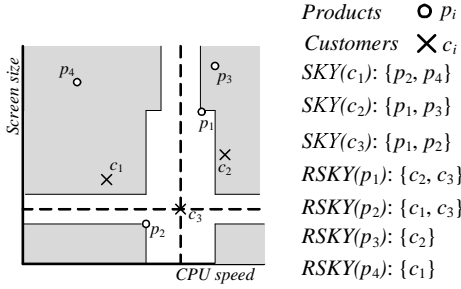 Products p_i
Customers c_i
SKY(c_1): {p_2, p_4}
SKY(c_2): {p_1, p_3}
SKY(c_3): {p_1, p_2}
RSKY(p_1): {c_2, c_3}
RSKY(p_2): {c_1, c_3}
RSKY(p_3): {c_2}
RSKY(p_4): {c_1}
Screen size
p_4
p_3
p_1
c_1
c_2
c_3
p_2
CPU speed